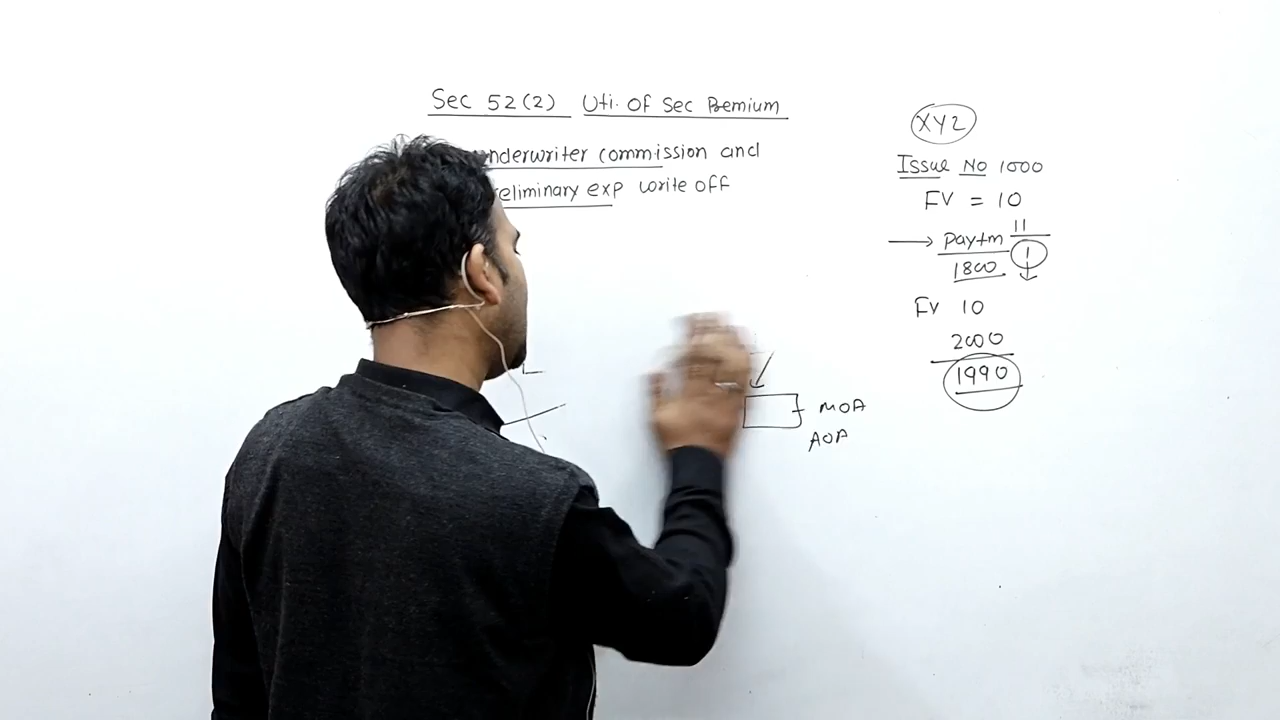 Sec 52(2) Uti. Of Sec Premium
nderwriter commission and
reliminary exp write off
XYZ
Issue No 1000
FV = 10
11
Paytm 1
1800
FV 10
2000
1990
MOA
AOA